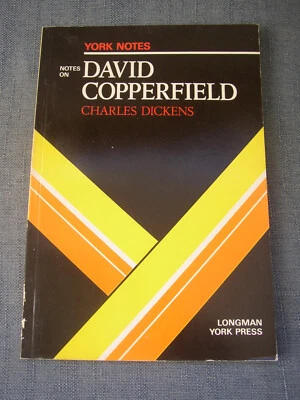 YORK NOTES
NOTES ON
DAVID
COPPERFIELD
CHARLES DICKENS
LONGMAN
YORK PRESS